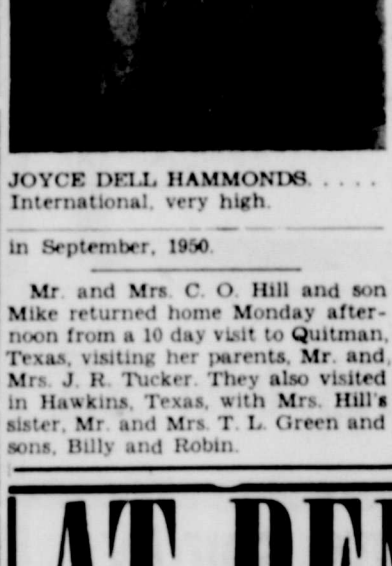 JOYCE DELL HAMMONDS. . . . .
International, very high.
in September, 1950.
Mr. and Mrs. C. O. Hill and son
Mike returned home Monday after-
noon from a 10 day visit to Quitman,
Texas, visiting her parents, Mr. and
Mrs. J. R. Tucker. They also visited
in Hawkins, Texas, with Mrs. Hill's
sister, Mr. and Mrs. T. L. Green and
sons, Billy and Robin.
AT